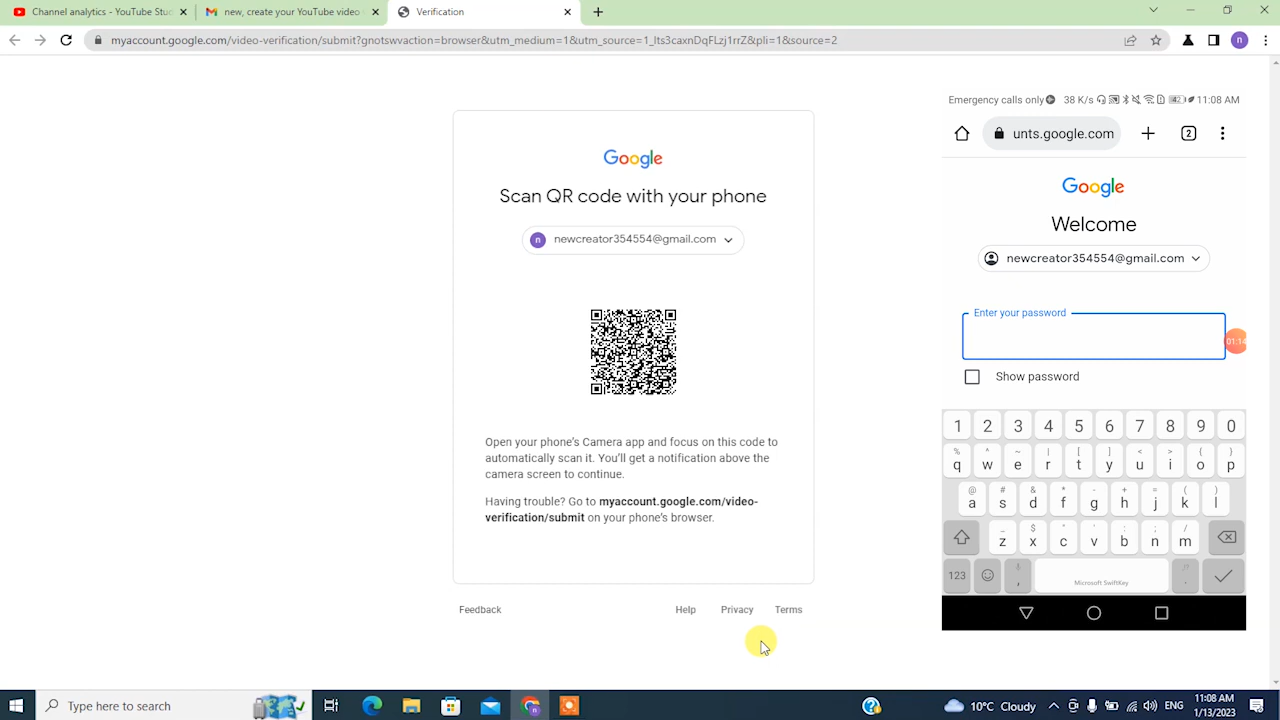 Channel analytics - YouTube Stu
new, create your YouTube video
Verification
myaccount.google.com/video-verification/submit?gnotswvaction=browser&utm_medium=1&utm_source=1_lts3caxnDqFLzj1rrZ&pli=1&source=2
n
Google
Scan QR code with your phone
n newcreator354554@gmail.com
Open your phone's Camera app and focus on this code to
automatically scan it. You'll get a notification above the
camera screen to continue.
Having trouble? Go to myaccount.google.com/video-
verification/submit on your phone's browser.
Feedback
Help Privacy Terms
Emergency calls only 38 K/s 42 11:08 AM
unts.google.com 2
Google
Welcome
newcreator354554@gmail.com
Enter your password
01:14
Show password
1 2 3 4 5 6 7 8 9 0
q w e r t y u i o p
a s d f g h j k l
z x c v b n m
123 , Microsoft SwiftKey .
Type here to search
10°C Cloudy
11:08 AM
1/13/2023